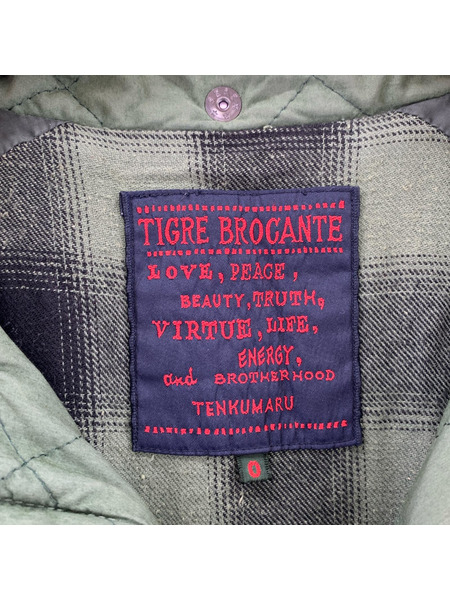 TIGRE BROCANTE
LOVE, PEACE,
BEAUTY, TRUTH,
VIRTUE, LIFE,
ENERGY,
and BROTHERHOOD
TENKUMARU
0